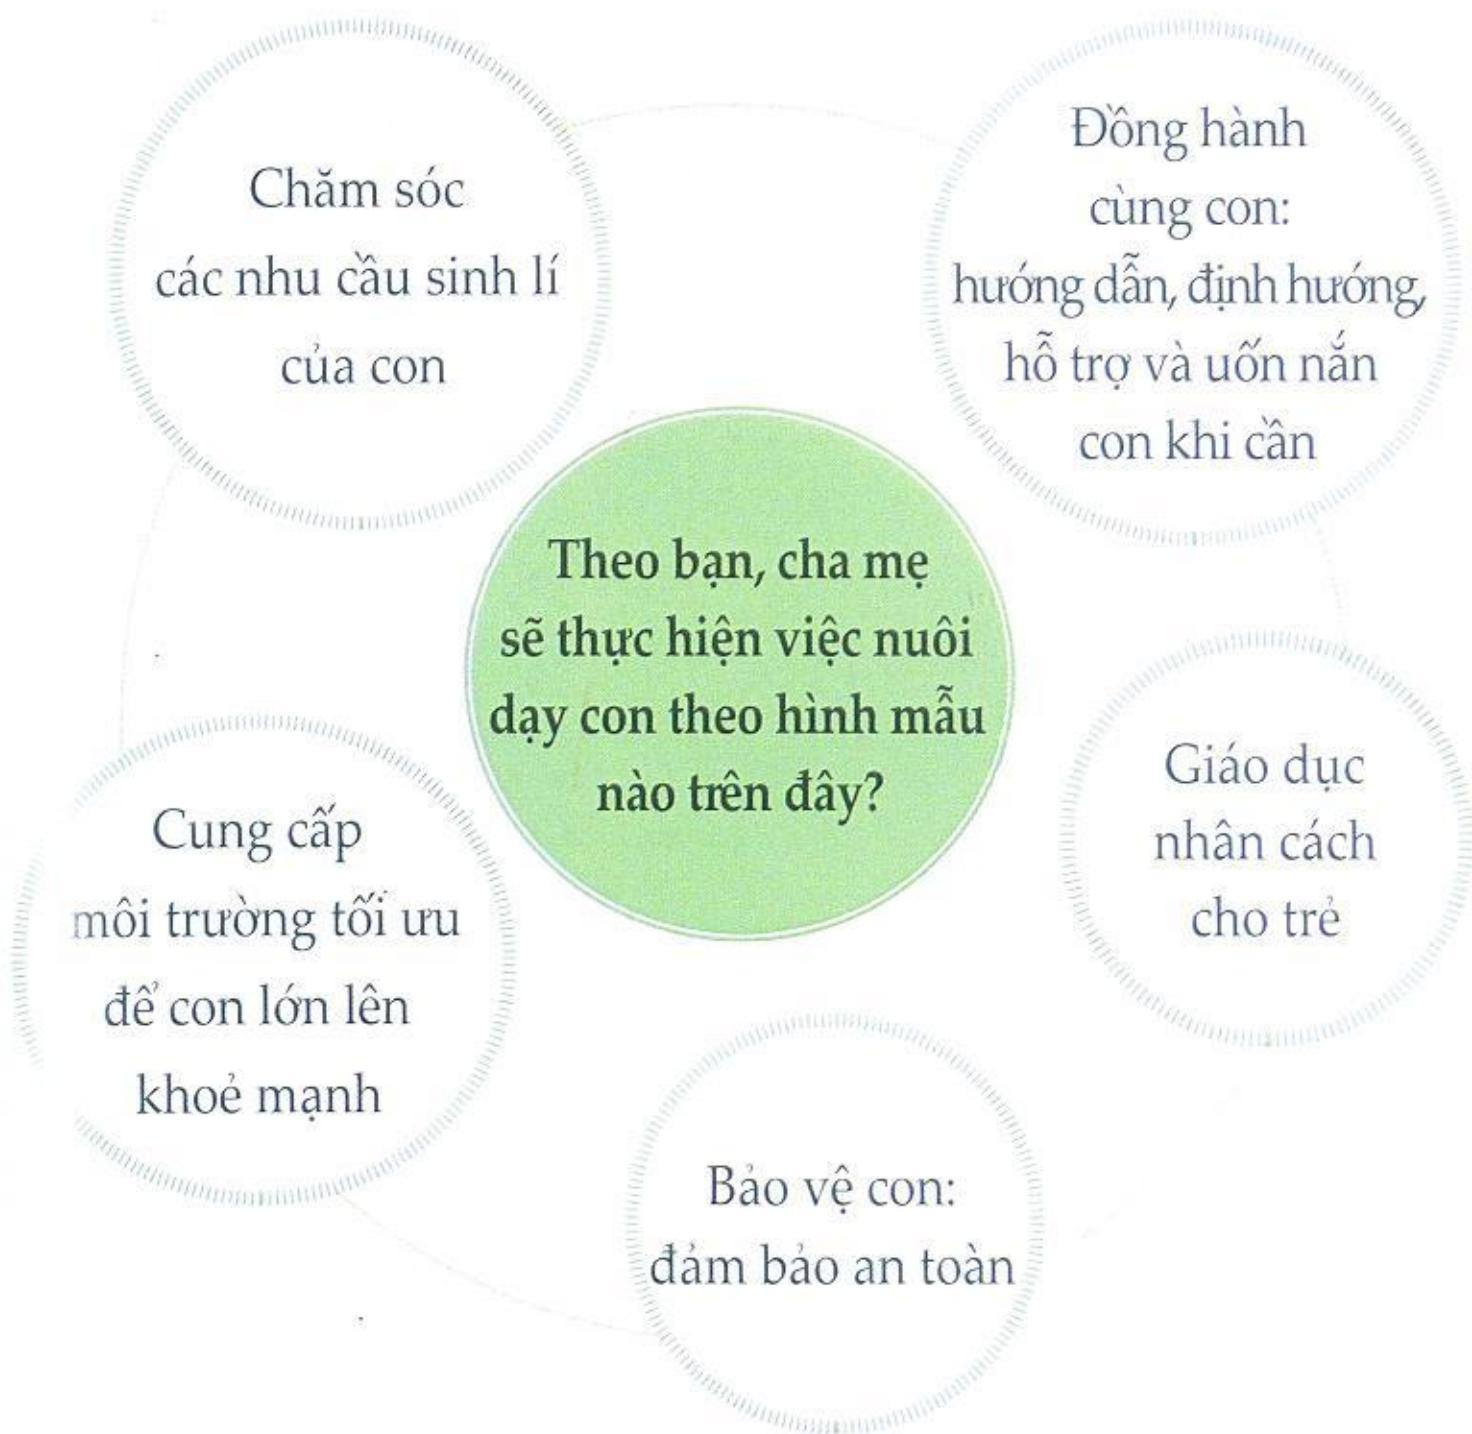 Chăm sóc
các nhu cầu sinh lí
của con
Đồng hành
cùng con:
hướng dẫn, định hướng,
hỗ trợ và uốn nắn
con khi cần
Theo bạn, cha mẹ
sẽ thực hiện việc nuôi
dạy con theo hình mẫu
nào trên đây?
Giáo dục
nhân cách
cho trẻ
Cung cấp
môi trường tối ưu
để con lớn lên
khoẻ mạnh
Bảo vệ con:
đảm bảo an toàn